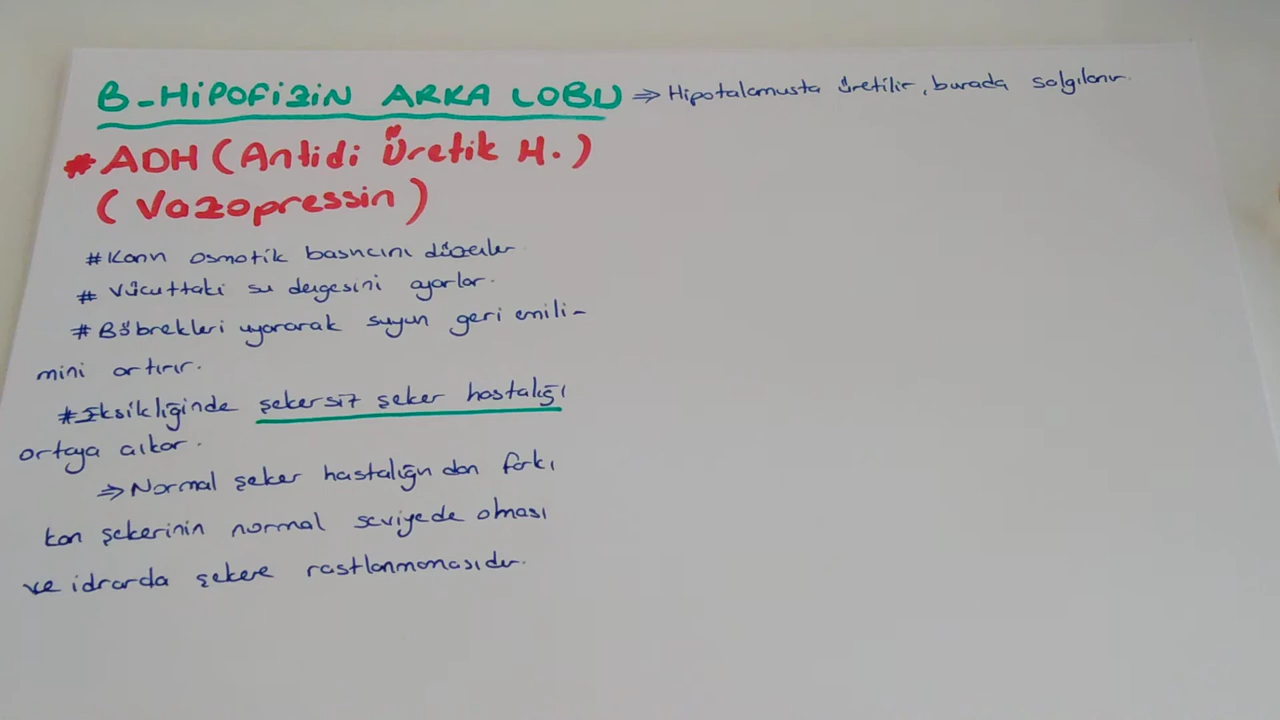 B-HİPOFİZİN ARKA LOBU ⇒ Hipotalamusta üretilir, burada salgılanır.
* ADH (Antidi Üretik H.)
(Vazopressin)
# Kanın osmotik basıncını düzenler
# Vücuttaki su dengesini ayarlar.
# Böbrekleri uyararak suyun geri emili-
mini artırır.
# Eksikliğinde şekersiz şeker hastalığı
ortaya çıkar.
⇒ Normal şeker hastalığından farkı
kan şekerinin normal seviyede olması
ve idrarda şekere rastlanmamasıdır.